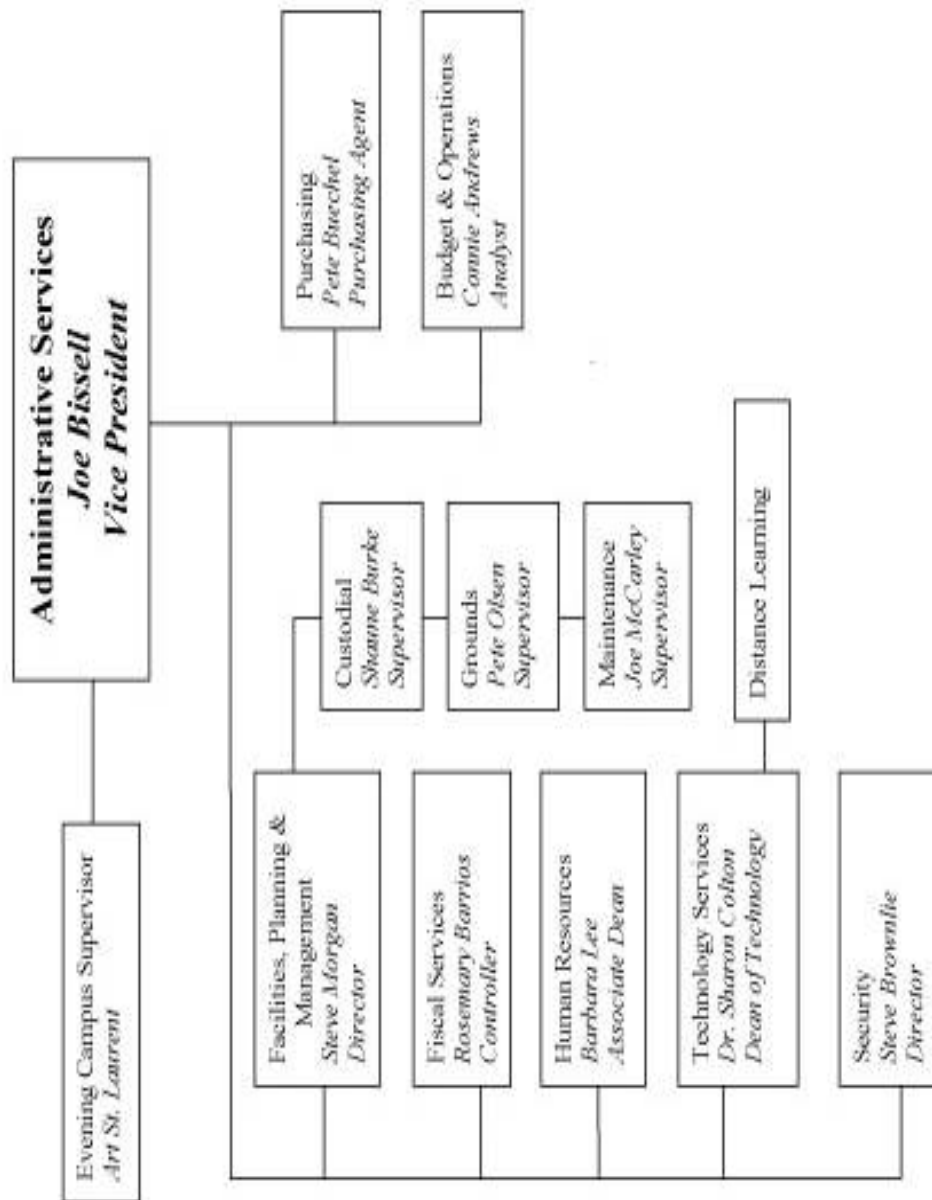 Administrative Services
Joe Bissell
Vice President
Evening Campus Supervisor
Art St. Laurent
Facilities, Planning &
Management
Steve Morgan
Director
Custodial
Shaune Burke
Supervisor
Grounds
Pete Olsen
Supervisor
Maintenance
Joe McCarley
Supervisor
Fiscal Services
Rosemary Barrios
Controller
Human Resources
Barbara Lee
Associate Dean
Technology Services
Dr. Sharon Colton
Dean of Technology
Distance Learning
Security
Steve Brownlie
Director
Purchasing
Pete Buechel
Purchasing Agent
Budget & Operations
Connie Andrews
Analyst